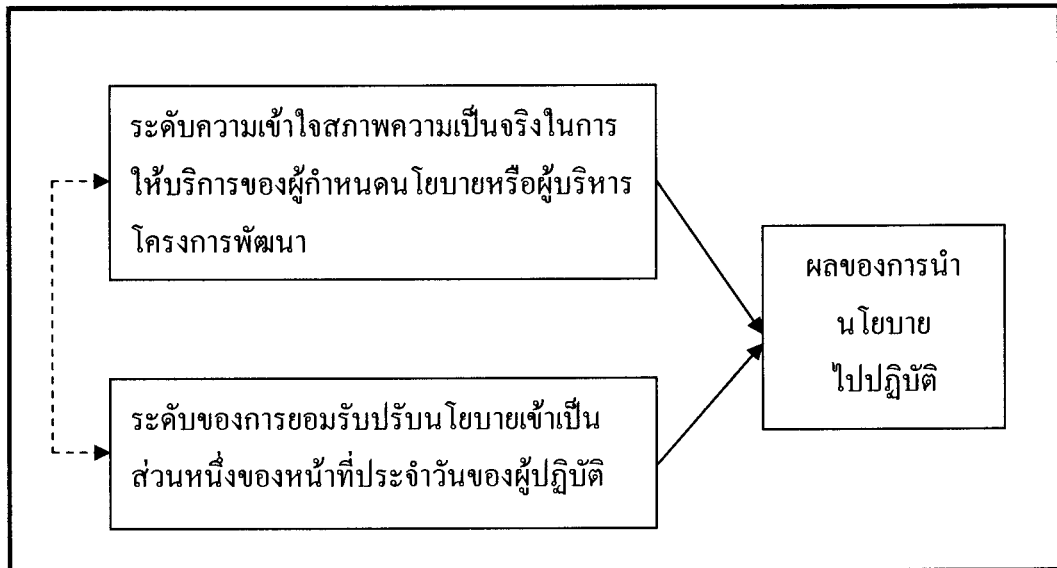 ระดับความเข้าใจสภาพความเป็นจริงในการ
ให้บริการของผู้กำหนดนโยบายหรือผู้บริหาร
โครงการพัฒนา
ผลของการนำ
นโยบาย
ไปปฏิบัติ
ระดับของการยอมรับปรับนโยบายเข้าเป็น
ส่วนหนึ่งของหน้าที่ประจำวันของผู้ปฏิบัติ